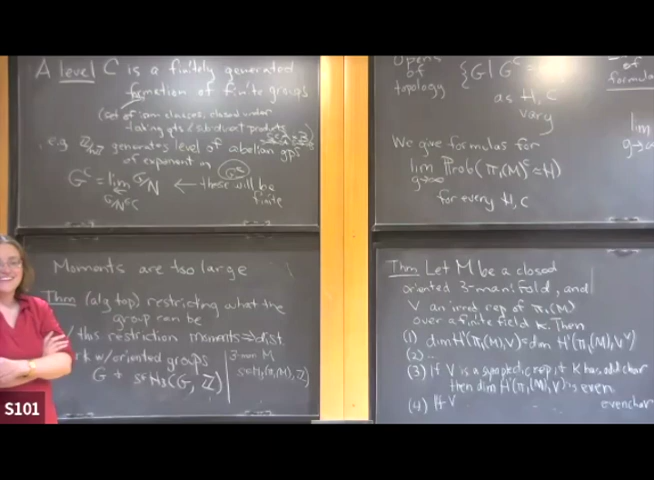 A level C is a finitely generated
formation of finite groups.
(set of isom classes, closed under
taking qts & subdirect products)
e.g. generates level of abelian gps
of exponent
G^C = lim G/N ← these will be
finite
G/N ∈ C
Moments are too large
Thm (alg top) restricting what the
group can be
this restriction moments ⇒ dist.
w/ oriented groups
G + s ∈ H₃(G, Z)
3-man M
Opens
of
topology
{G | G^C
as H, C
vary
of
formula
We give formulas for
lim Prob(π₁(M)^C ≃ H)
g→∞
for every H, C
lim
g→∞
Thm Let M be a closed
oriented 3-manifold, and
V an irred rep of π₁(M)
over a finite field k. Then
(1) dim H¹(π₁(M),V) = dim H¹(π₁(M),V^∨)
(2) ...
(3) If V is a symplectic rep, & k has odd char
then dim H¹(π₁(M),V) is even.
(4) If V
even char
S101